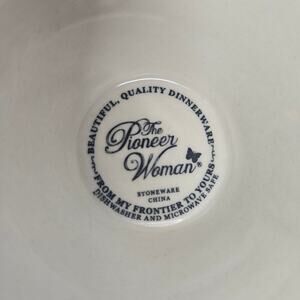 BEAUTIFUL, QUALITY DINNERWARE
The
Pioneer
Woman®
STONEWARE
CHINA
FROM MY FRONTIER TO YOURS
DISHWASHER AND MICROWAVE SAFE